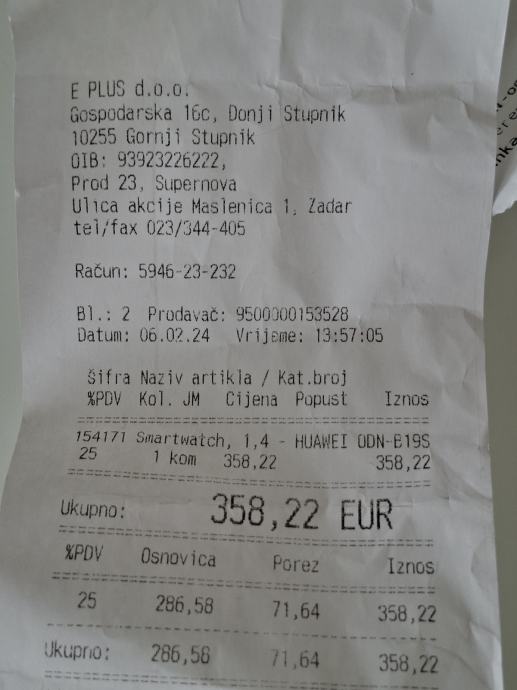 E PLUS d.o.o.
Gospodarska 16c, Donji Stupnik
10255 Gornji Stupnik
OIB: 93923226222,
Prod 23, Supernova
Ulica akcije Maslenica 1, Zadar
tel/fax 023/344-405
Račun: 5946-23-232
Bl.: 2 Prodavač: 9500000153528
Datum: 06.02.24 Vrijeme: 13:57:05
Šifra Naziv artikla / Kat.broj
%PDV Kol. JM Cijena Popust Iznos
154171 Smartwatch, 1,4 - HUAWEI ODN-B19S
25 1 kom 358,22 358,22
Ukupno: 358,22 EUR
%PDV Osnovica Porez Iznos
25 286,58 71,64 358,22
Ukupno: 286,58 71,64 358,22